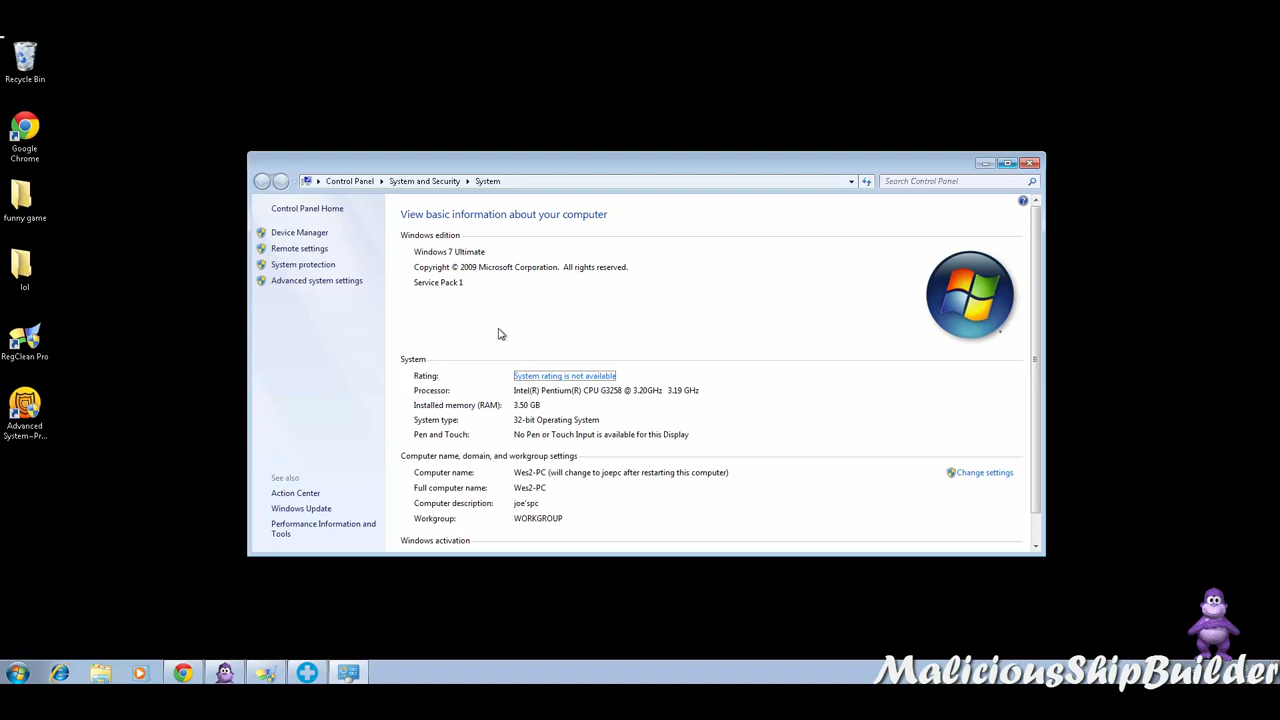 Recycle Bin
Google
Chrome
funny game
lol
RegClean Pro
Advanced
System~Pr...
Control Panel
System and Security
System
Search Control Panel
Control Panel Home
Device Manager
Remote settings
System protection
Advanced system settings
See also
Action Center
Windows Update
Performance Information and
Tools
View basic information about your computer
Windows edition
Windows 7 Ultimate
Copyright © 2009 Microsoft Corporation. All rights reserved.
Service Pack 1
System
Rating: System rating is not available
Processor: Intel(R) Pentium(R) CPU G3258 @ 3.20GHz 3.19 GHz
Installed memory (RAM): 3.50 GB
System type: 32-bit Operating System
Pen and Touch: No Pen or Touch Input is available for this Display
Computer name, domain, and workgroup settings
Computer name: Wes2-PC (will change to joepc after restarting this computer)
Change settings
Full computer name: Wes2-PC
Computer description: joe'spc
Workgroup: WORKGROUP
Windows activation
MaliciousShipBuilder